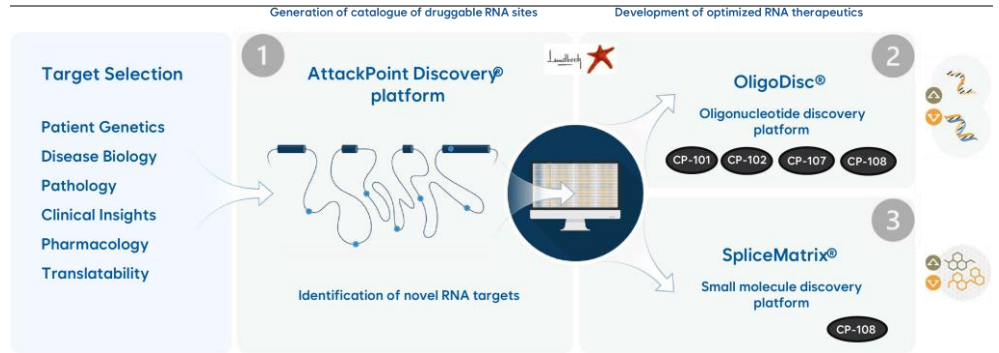 Generation of catalogue of druggable RNA sites
Development of optimized RNA therapeutics
Target Selection
Patient Genetics
Disease Biology
Pathology
Clinical Insights
Pharmacology
Translatability
1
AttackPoint Discovery®
platform
Identification of novel RNA targets
Lundbeck
2
OligoDisc®
Oligonucleotide discovery
platform
CP-101 CP-102 CP-107 CP-108
3
SpliceMatrix®
Small molecule discovery
platform
CP-108